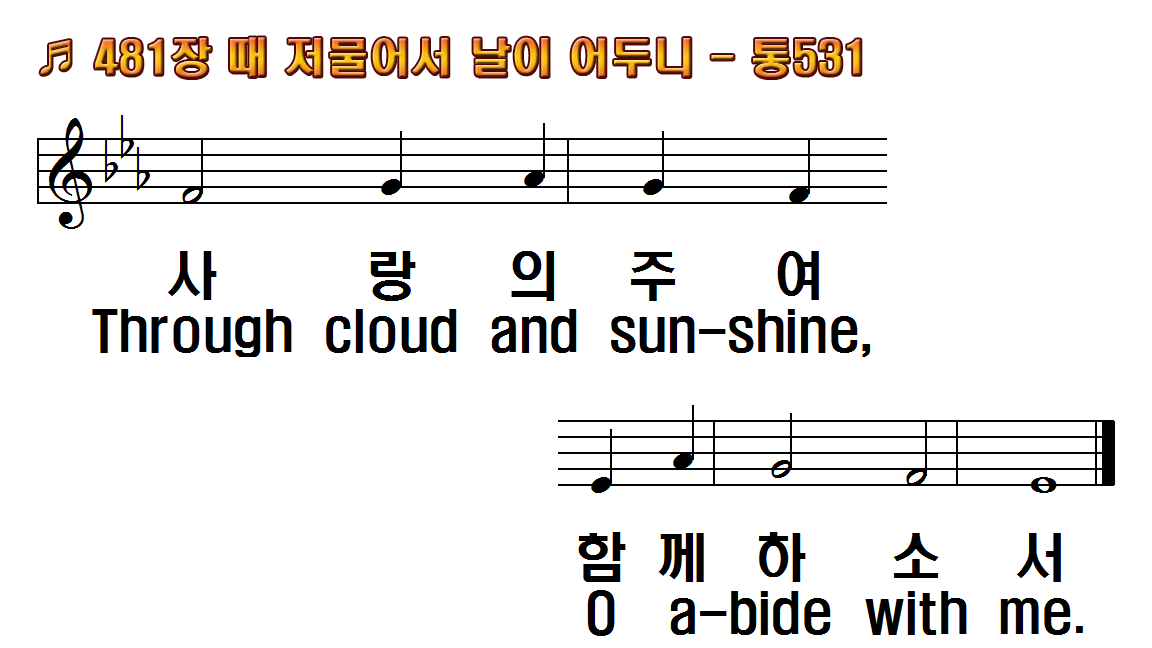 ♬ 481장 때 저물어서 날이 어두니 - 통531
사 랑 의 주 여
Through cloud and sun-shine,
함 께 하 소 서
O a-bide with me.